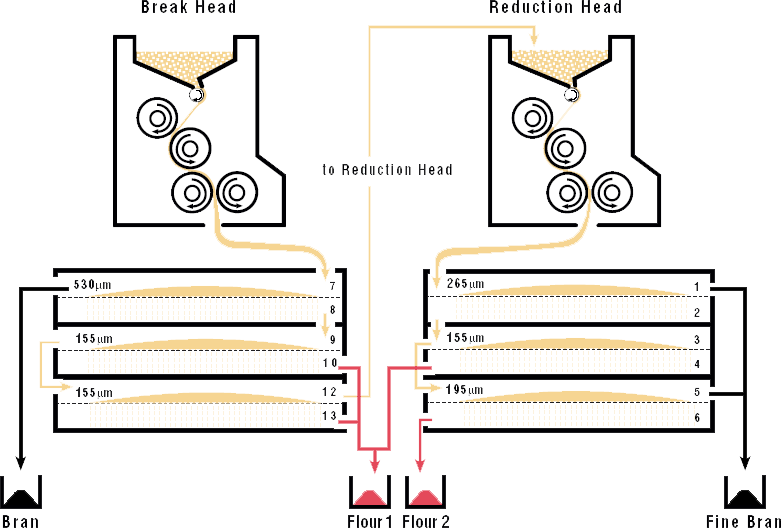 Break Head
Reduction Head
to Reduction Head
530µm
7
8
155µm
9
10
155µm
12
13
265µm
1
2
155µm
3
4
195µm
5
6
Bran
Flour 1
Flour 2
Fine Bran